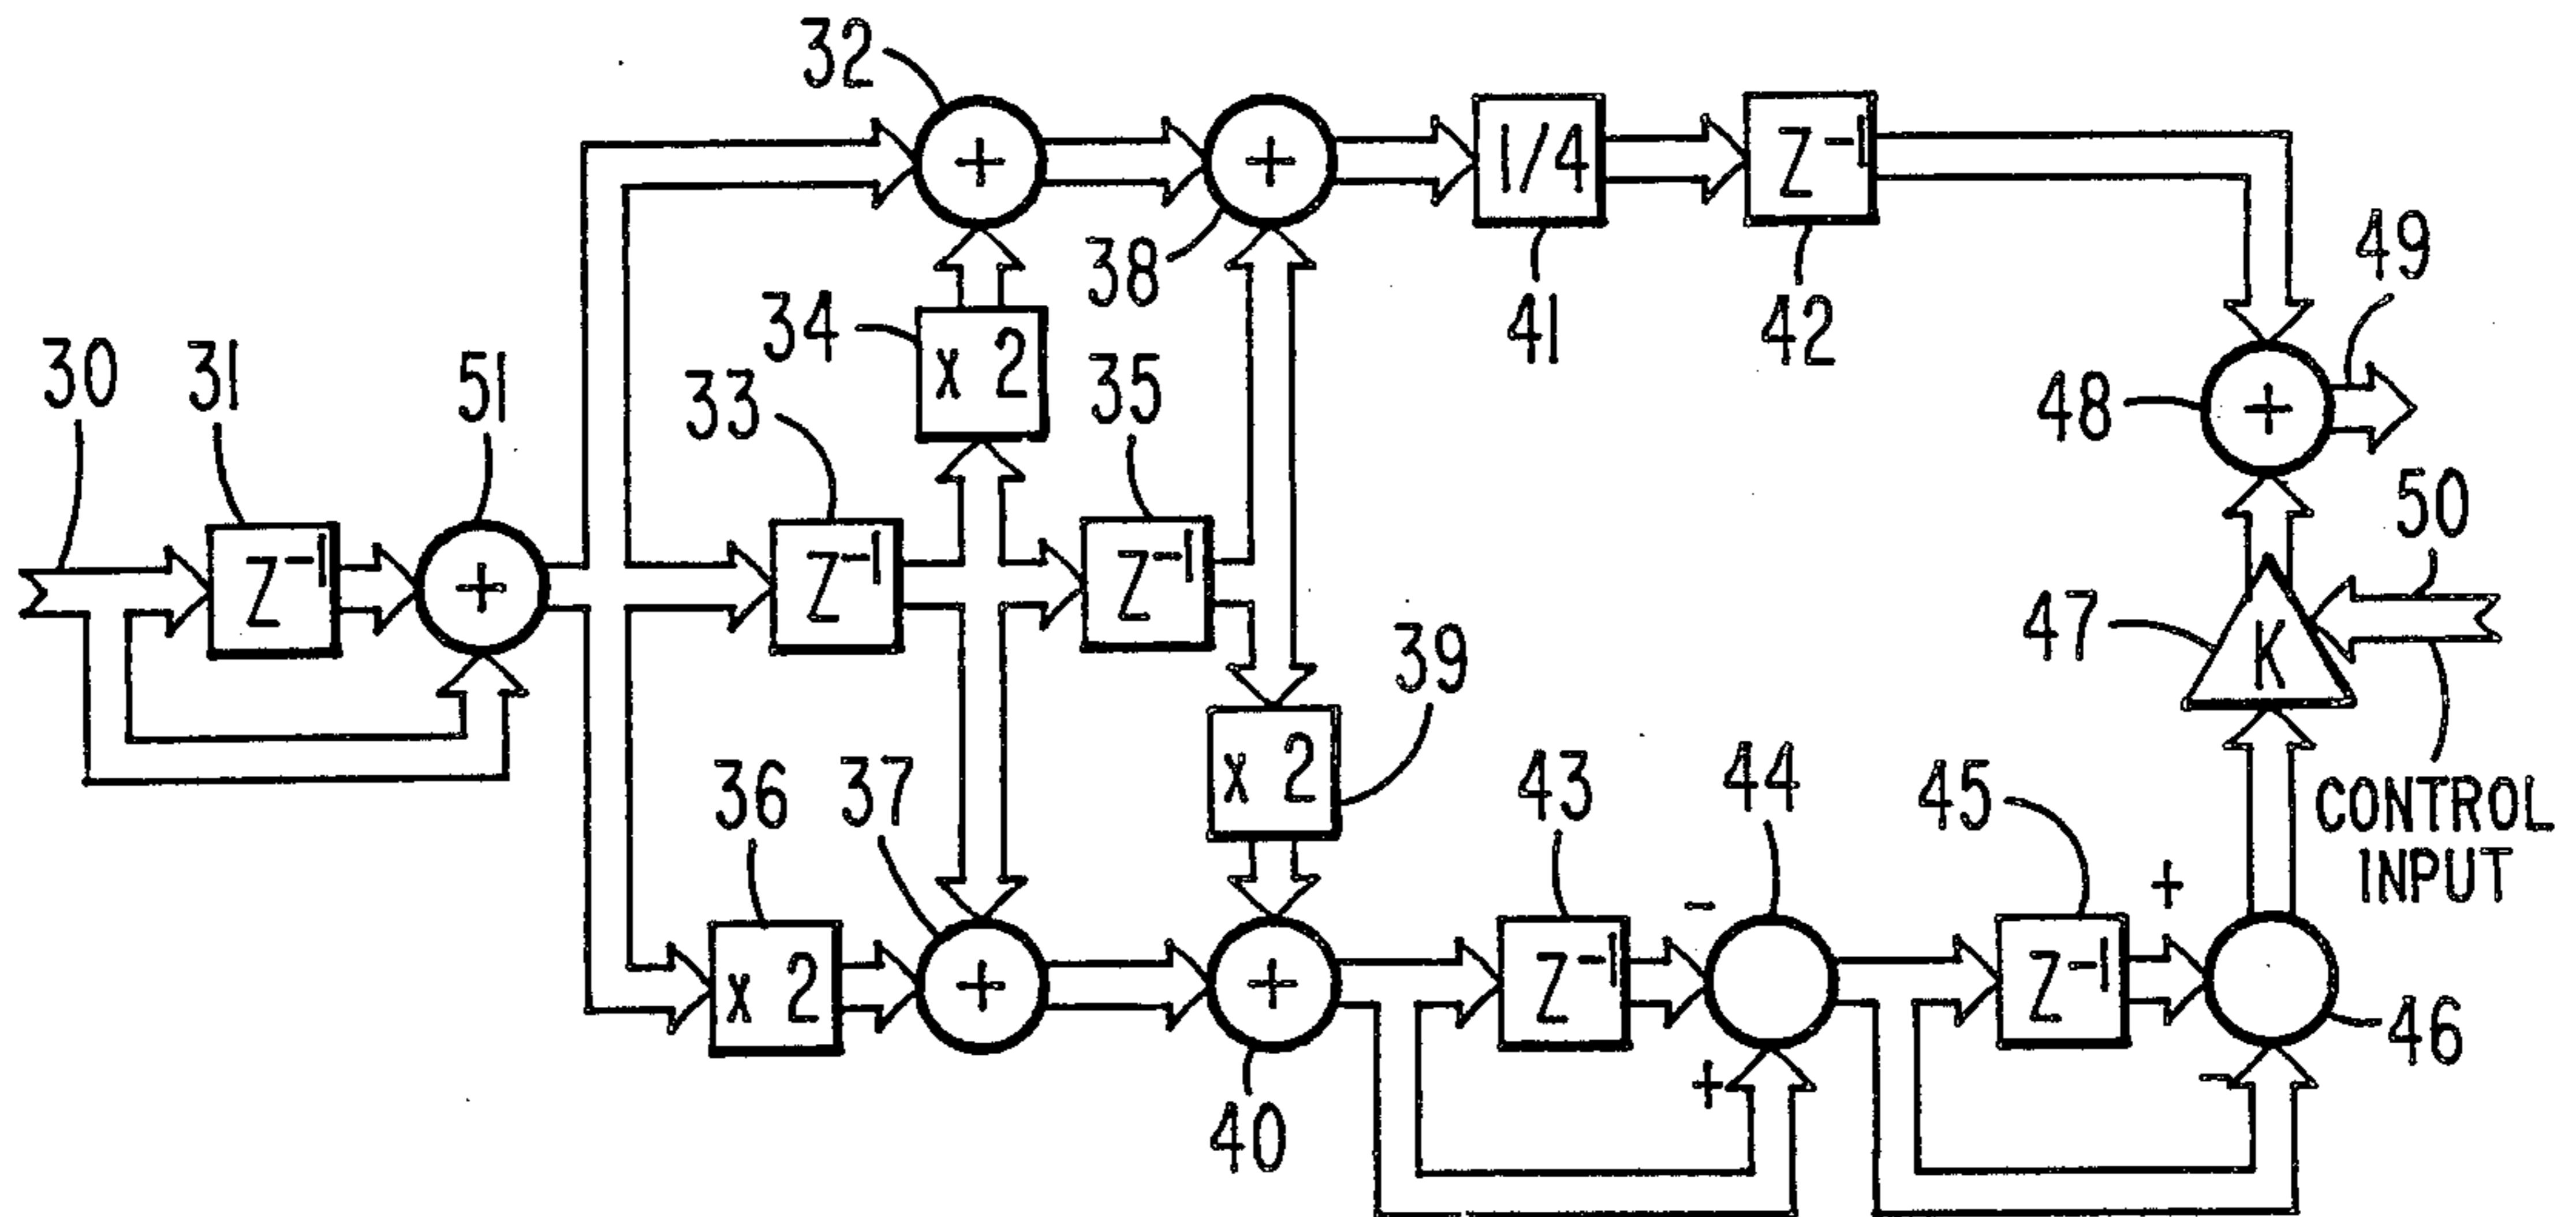 32
+
+
1/4
Z⁻¹
38
41
42
49
30
31
51
34
x 2
33
35
48
+
Z⁻¹
+
Z⁻¹
Z⁻¹
39
47
K
50
x 2
CONTROL
INPUT
36
37
43
44
45
x 2
+
+
Z⁻¹
-
+
Z⁻¹
+
-
46
40